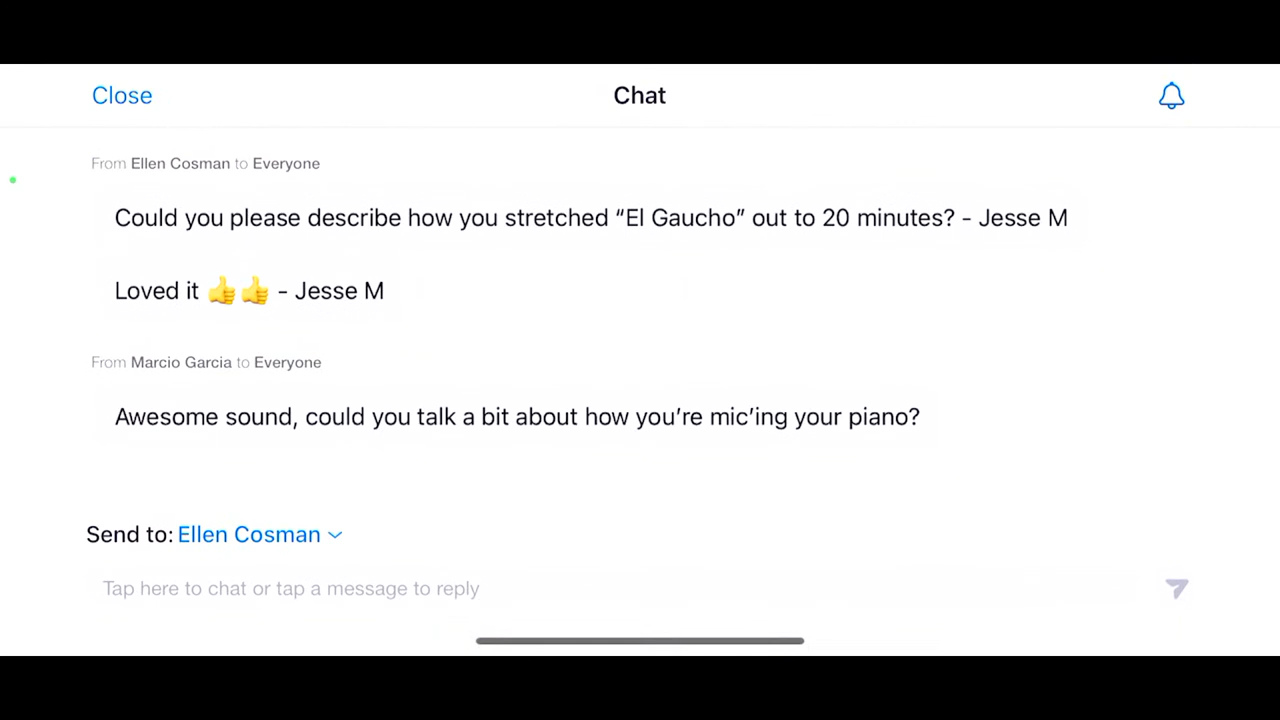 Close
Chat
From Ellen Cosman to Everyone
Could you please describe how you stretched “El Gaucho” out to 20 minutes? - Jesse M
Loved it 👍👍 - Jesse M
From Marcio Garcia to Everyone
Awesome sound, could you talk a bit about how you’re mic’ing your piano?
Send to: Ellen Cosman
Tap here to chat or tap a message to reply